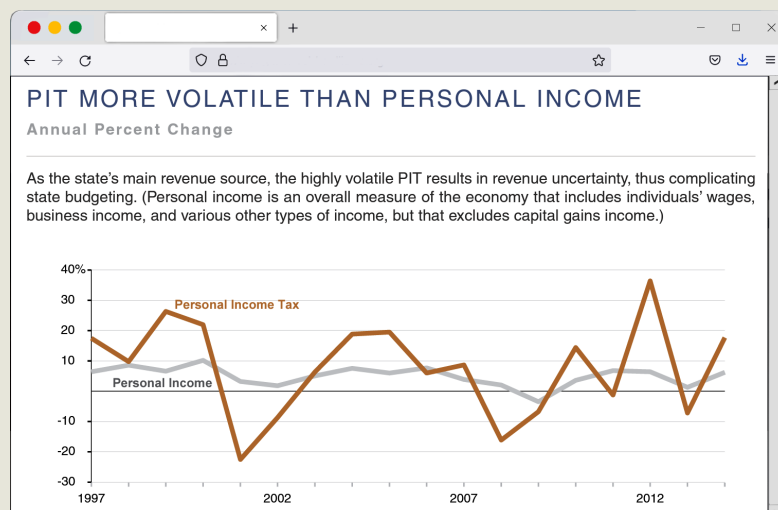 PIT MORE VOLATILE THAN PERSONAL INCOME
Annual Percent Change
As the state's main revenue source, the highly volatile PIT results in revenue uncertainty, thus complicating
state budgeting. (Personal income is an overall measure of the economy that includes individuals' wages,
business income, and various other types of income, but that excludes capital gains income.)
40%
Personal Income Tax
30
20
10
Personal Income
-10
-20
-30
1997 2002 2007 2012